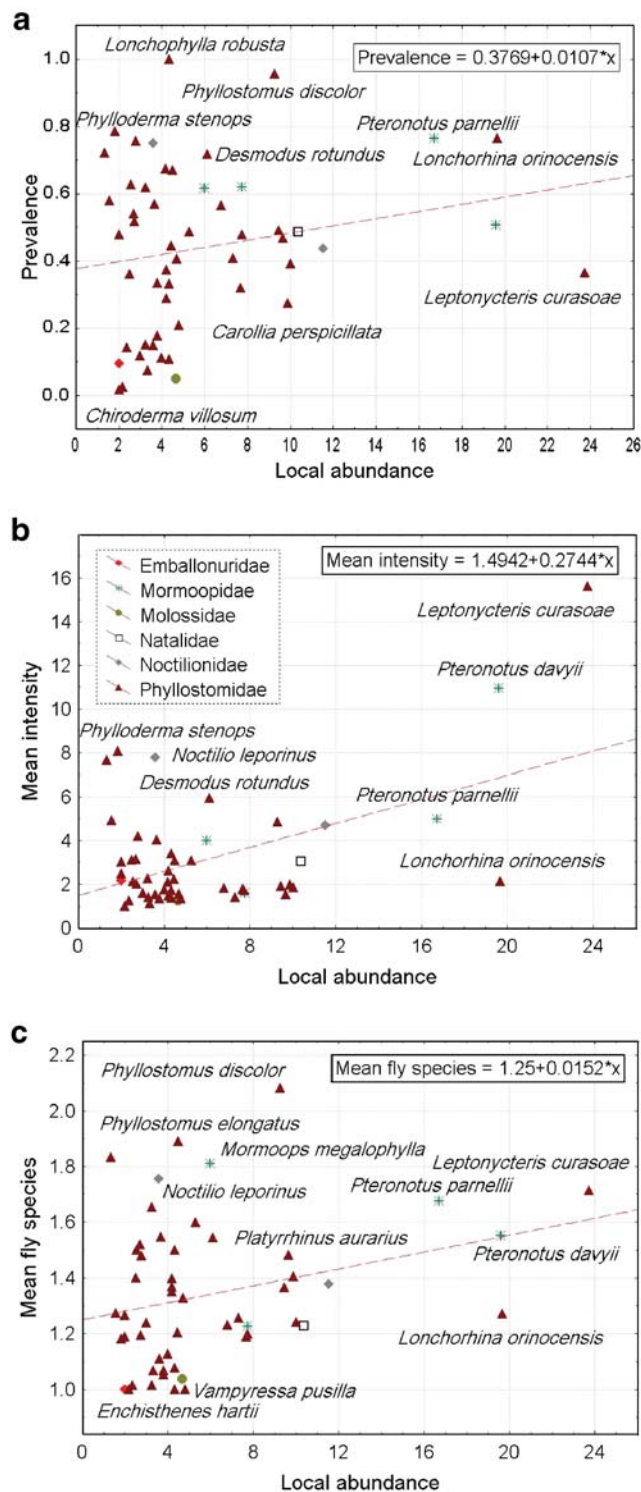 a
Lonchophylla robusta
Prevalence = 0.3769+0.0107*x
Phyllostomus discolor
Phylloderma stenops
Pteronotus parnellii
Desmodus rotundus
Lonchorhina orinocensis
Leptonycteris curasoae
Carollia perspicillata
Chiroderma villosum
1.0
0.8
0.6
0.4
0.2
0.0
Prevalence
0 2 4 6 8 10 12 14 16 18 20 22 24 26
Local abundance
b
Emballonuridae
Mormoopidae
Molossidae
Natalidae
Noctilionidae
Phyllostomidae
Mean intensity = 1.4942+0.2744*x
Leptonycteris curasoae
Pteronotus davyii
Phylloderma stenops
Noctilio leporinus
Desmodus rotundus
Pteronotus parnellii
Lonchorhina orinocensis
16
14
12
10
8
6
4
2
0
Mean intensity
0 4 8 12 16 20 24
Local abundance
c
Phyllostomus discolor
Mean fly species = 1.25+0.0152*x
Phyllostomus elongatus
Mormoops megalophylla
Leptonycteris curasoae
Pteronotus parnellii
Noctilio leporinus
Platyrrhinus aurarius
Pteronotus davyii
Lonchorhina orinocensis
Vampyressa pusilla
Enchisthenes hartii
2.2
2.0
1.8
1.6
1.4
1.2
1.0
Mean fly species
0 4 8 12 16 20 24
Local abundance